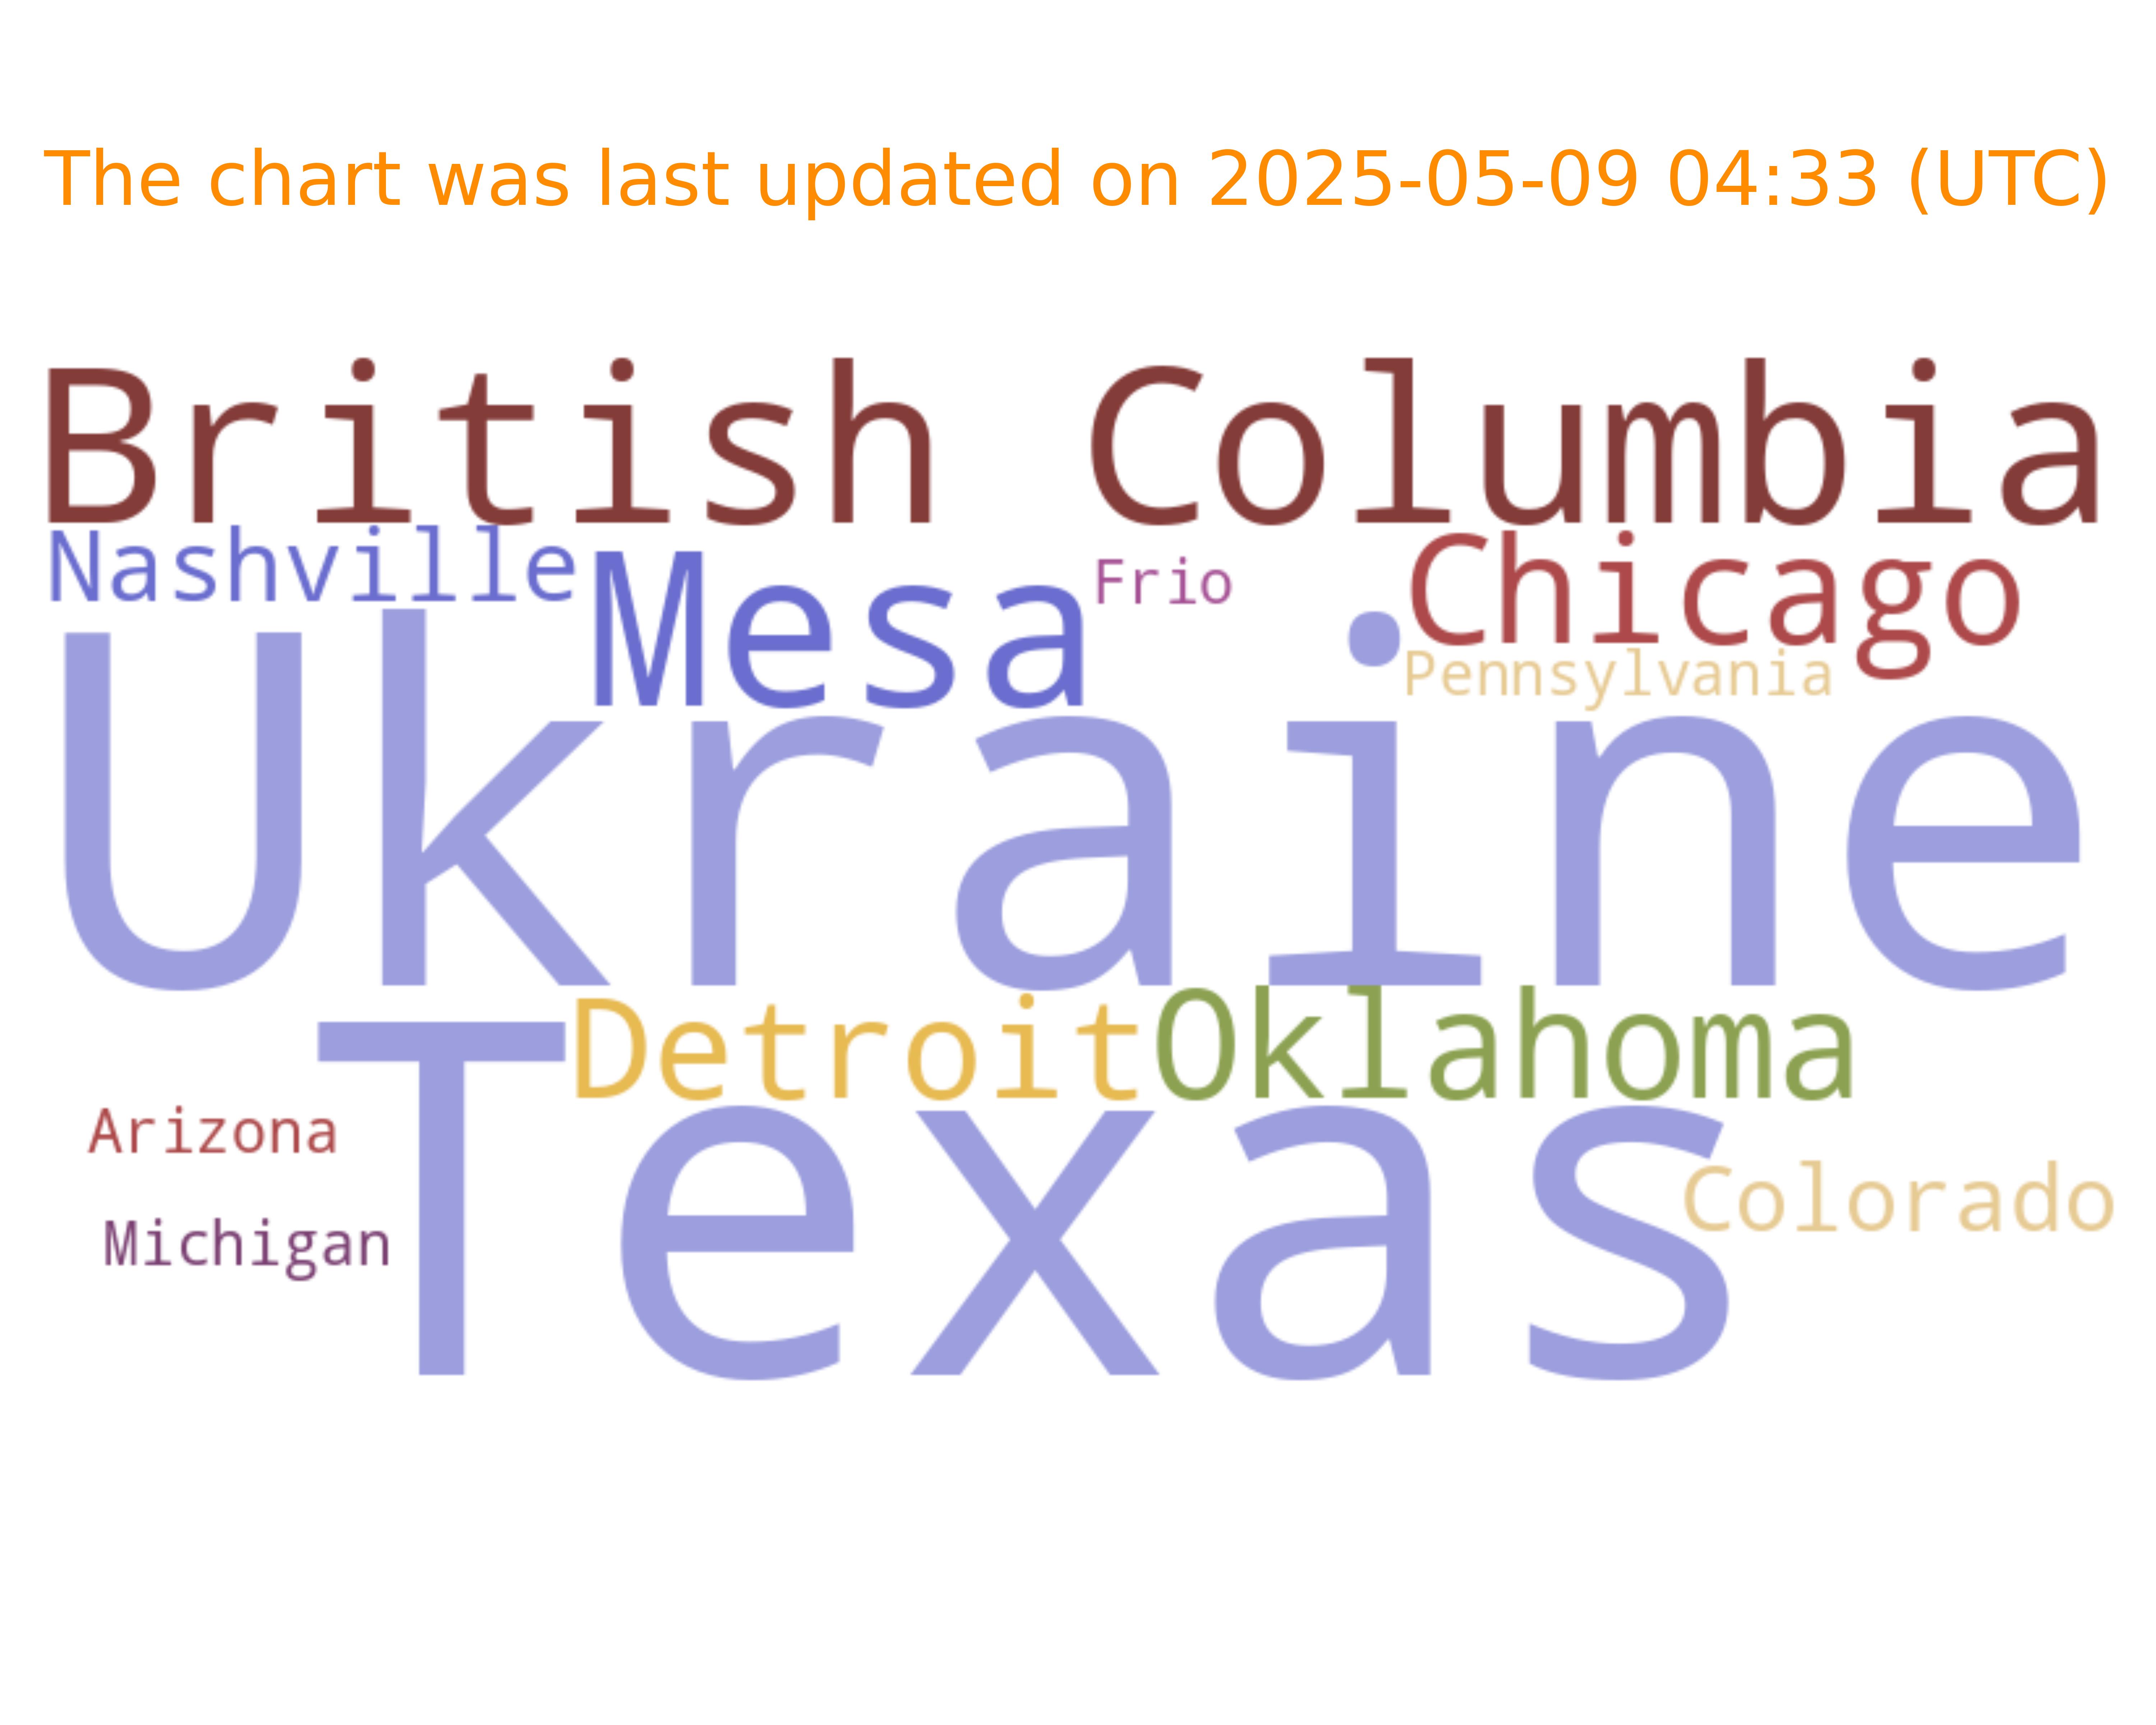 The chart was last updated on 2025-05-09 04:33 (UTC)
British Columbia
Nashville
Mesa
Frio
Chicago
Pennsylvania
Ukraine
Detroit
Oklahoma
Texas
Arizona
Colorado
Michigan